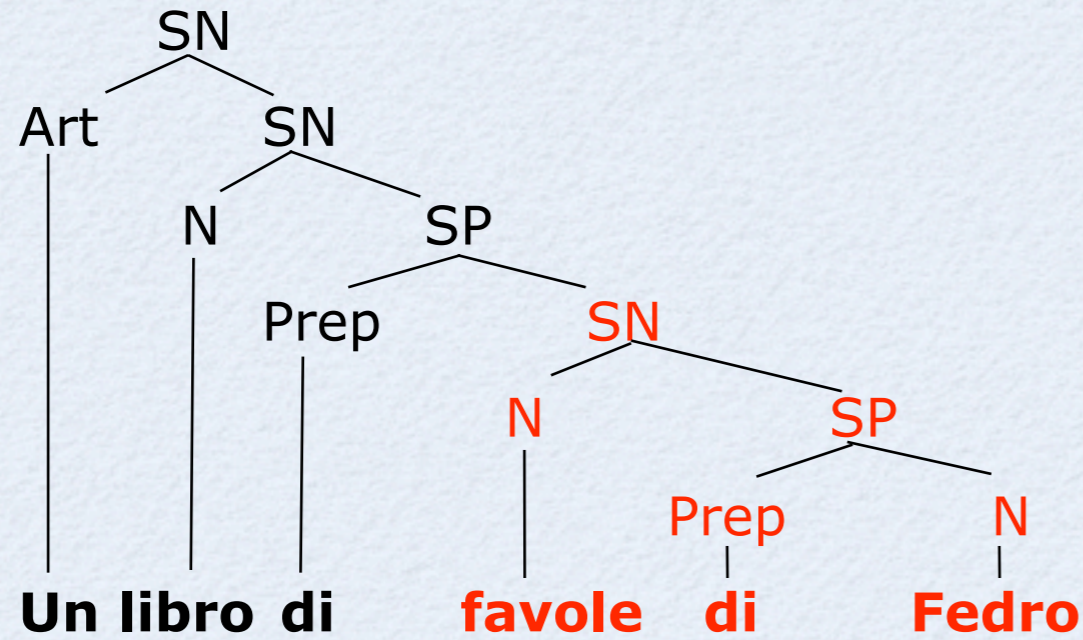 SN
Art SN
N SP
Prep SN
N SP
Prep N
Un libro di favole di Fedro